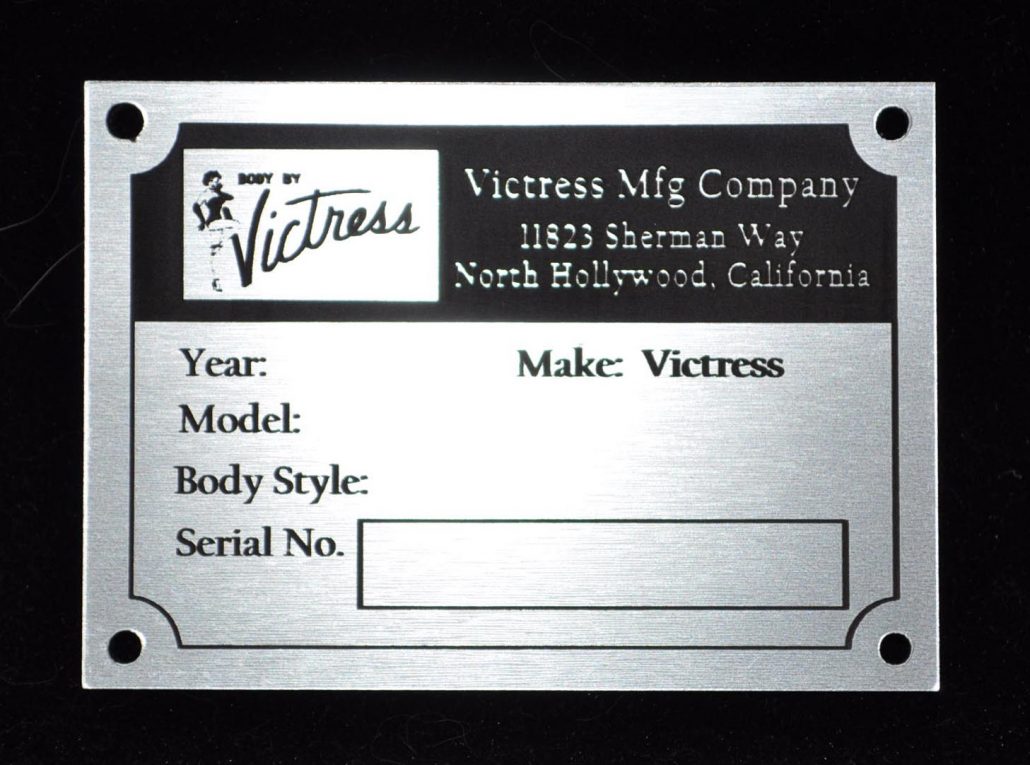 BODY BY
Victress
Victress Mfg Company
11823 Sherman Way
North Hollywood, California
Year:
Make: Victress
Model:
Body Style:
Serial No.